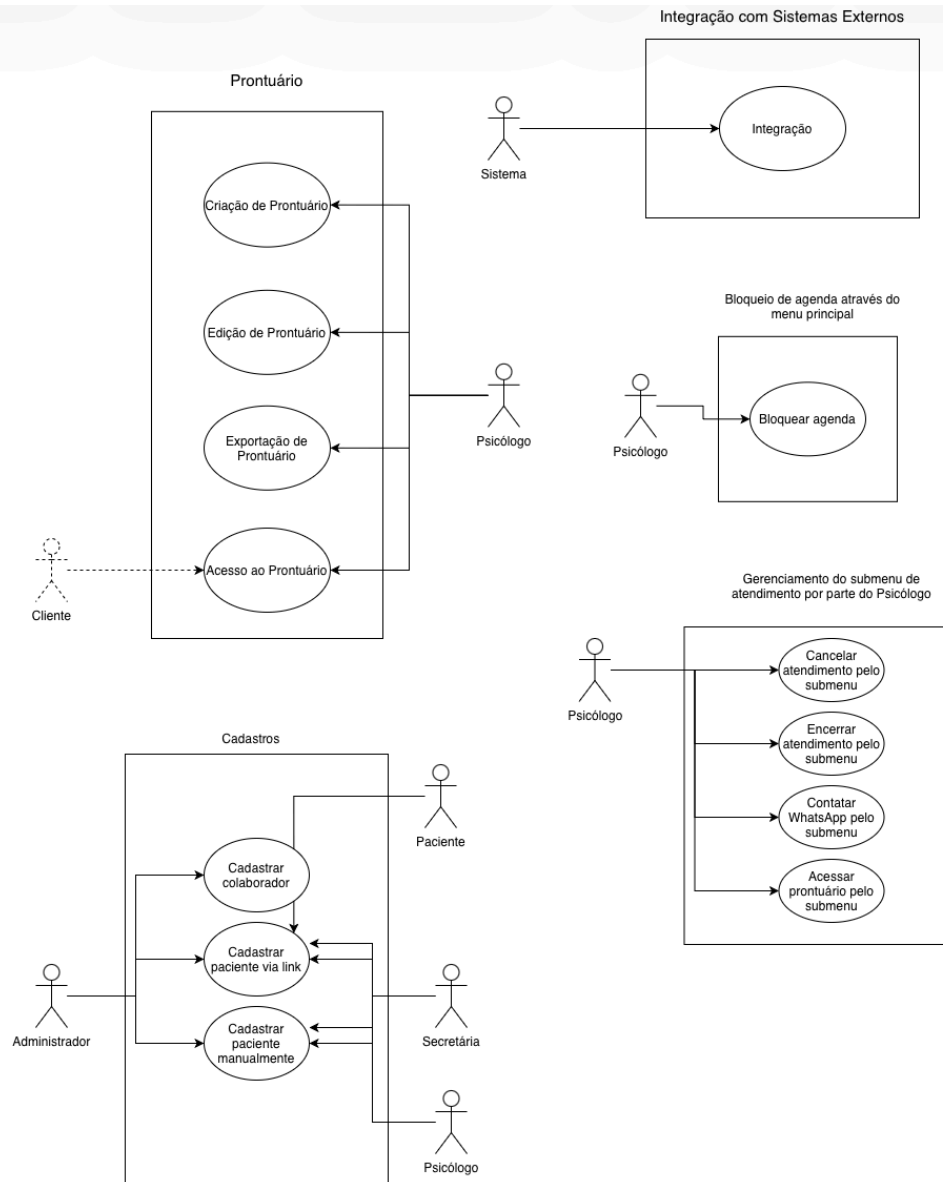 Integração com Sistemas Externos
Integração
Sistema
Prontuário
Criação de Prontuário
Edição de Prontuário
Exportação de
Prontuário
Acesso ao Prontuário
Psicólogo
Cliente
Bloqueio de agenda através do
menu principal
Bloquear agenda
Psicólogo
Gerenciamento do submenu de
atendimento por parte do Psicólogo
Cancelar
atendimento pelo
submenu
Encerrar
atendimento pelo
submenu
Contatar
WhatsApp pelo
submenu
Acessar
prontuário pelo
submenu
Psicólogo
Cadastros
Paciente
Cadastrar
colaborador
Cadastrar
paciente via link
Cadastrar
paciente
manualmente
Administrador
Secretária
Psicólogo